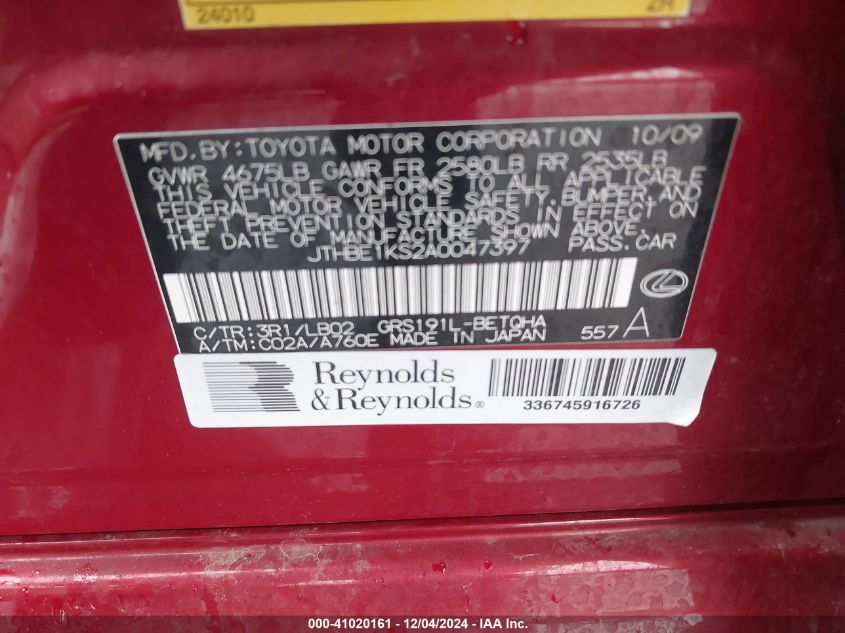 24010 2H
MFD.BY:TOYOTA MOTOR CORPORATION 10/09
GVWR 4675LB GAWR FR 2580LB RR 2535LB
THIS VEHICLE CONFORMS TO ALL APPLICABLE
FEDERAL MOTOR VEHICLE SAFETY,BUMPER,AND
THEFT PREVENTION STANDARDS IN EFFECT ON
THE DATE OF MANUFACTURE SHOWN ABOVE.
JTHBE1KS2A0047397 PASS.CAR
C/TR:3R1/LB02 GRS191L-BETQHA
A/TM:C02A/A760E MADE IN JAPAN 557 A
Reynolds
&Reynolds®
336745916726
000-41020161 - 12/04/2024 - IAA Inc.